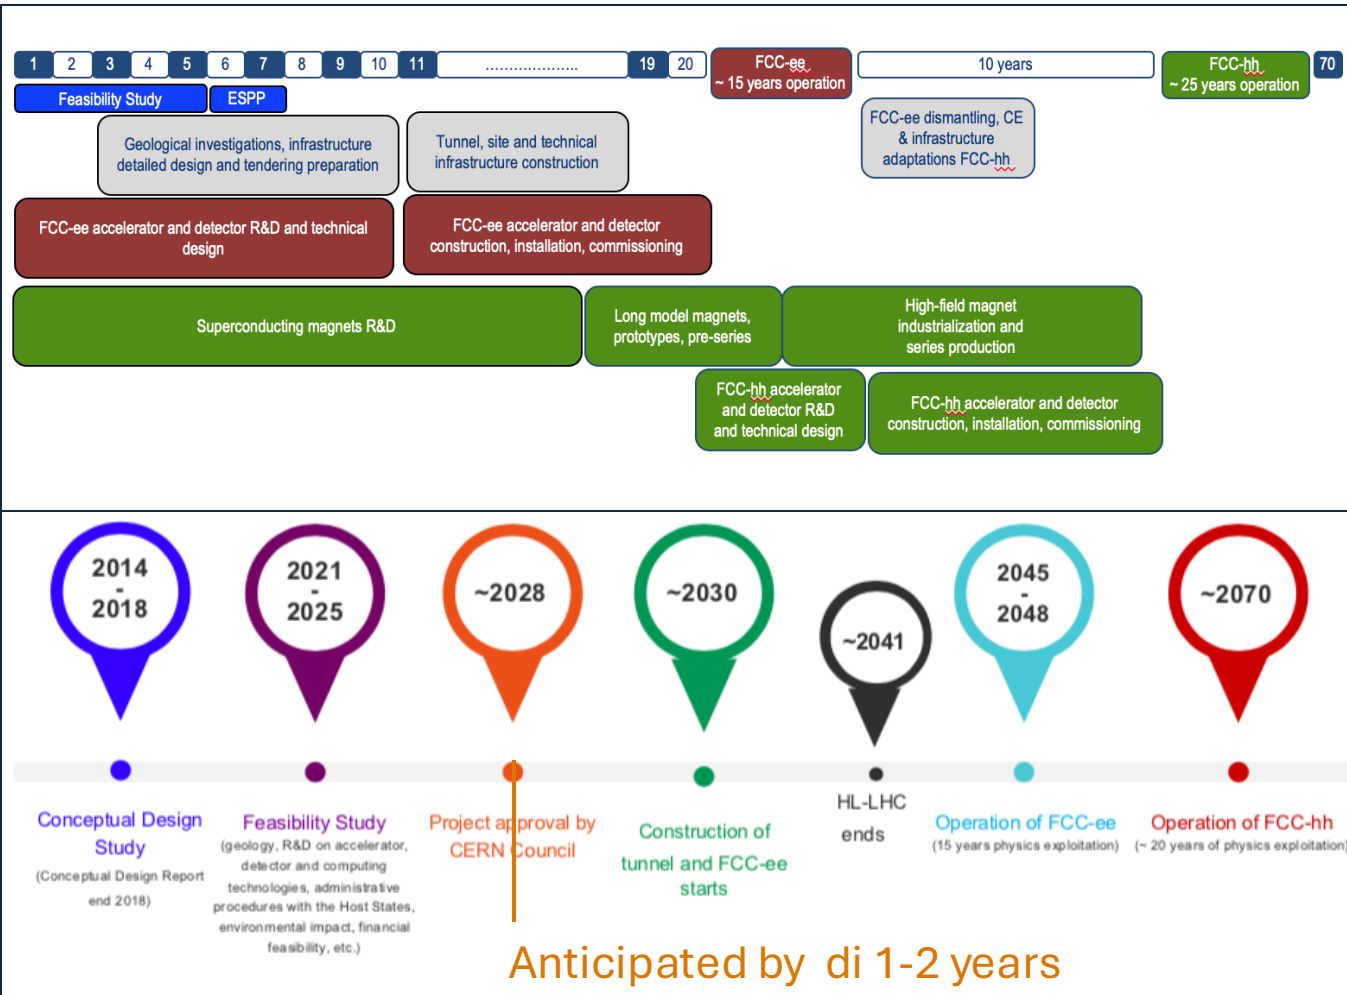 1 2 3 4 5 6 7 8 9 10 11 ..................... 19 20
FCC-ee
~ 15 years operation
10 years
FCC-hh
~ 25 years operation
70
Feasibility Study
ESPP
Geological investigations, infrastructure
detailed design and tendering preparation
Tunnel, site and technical
infrastructure construction
FCC-ee dismantling, CE
& infrastructure
adaptations FCC-hh
FCC-ee accelerator and detector R&D and technical
design
FCC-ee accelerator and detector
construction, installation, commissioning
Superconducting magnets R&D
Long model magnets,
prototypes, pre-series
High-field magnet
industrialization and
series production
FCC-hh accelerator
and detector R&D
and technical design
FCC-hh accelerator and detector
construction, installation, commissioning
2014
-
2018
2021
-
2025
~2028
~2030
~2041
2045
-
2048
~2070
Conceptual Design
Study
(Conceptual Design Report
end 2018)
Feasibility Study
(geology, R&D on accelerator,
detector and computing
technologies, administrative
procedures with the Host States,
environmental impact, financial
feasibility, etc.)
Project approval by
CERN Council
Construction of
tunnel and FCC-ee
starts
HL-LHC
ends
Operation of FCC-ee
(15 years physics exploitation)
Operation of FCC-hh
(~ 20 years of physics exploitation)
Anticipated by di 1-2 years